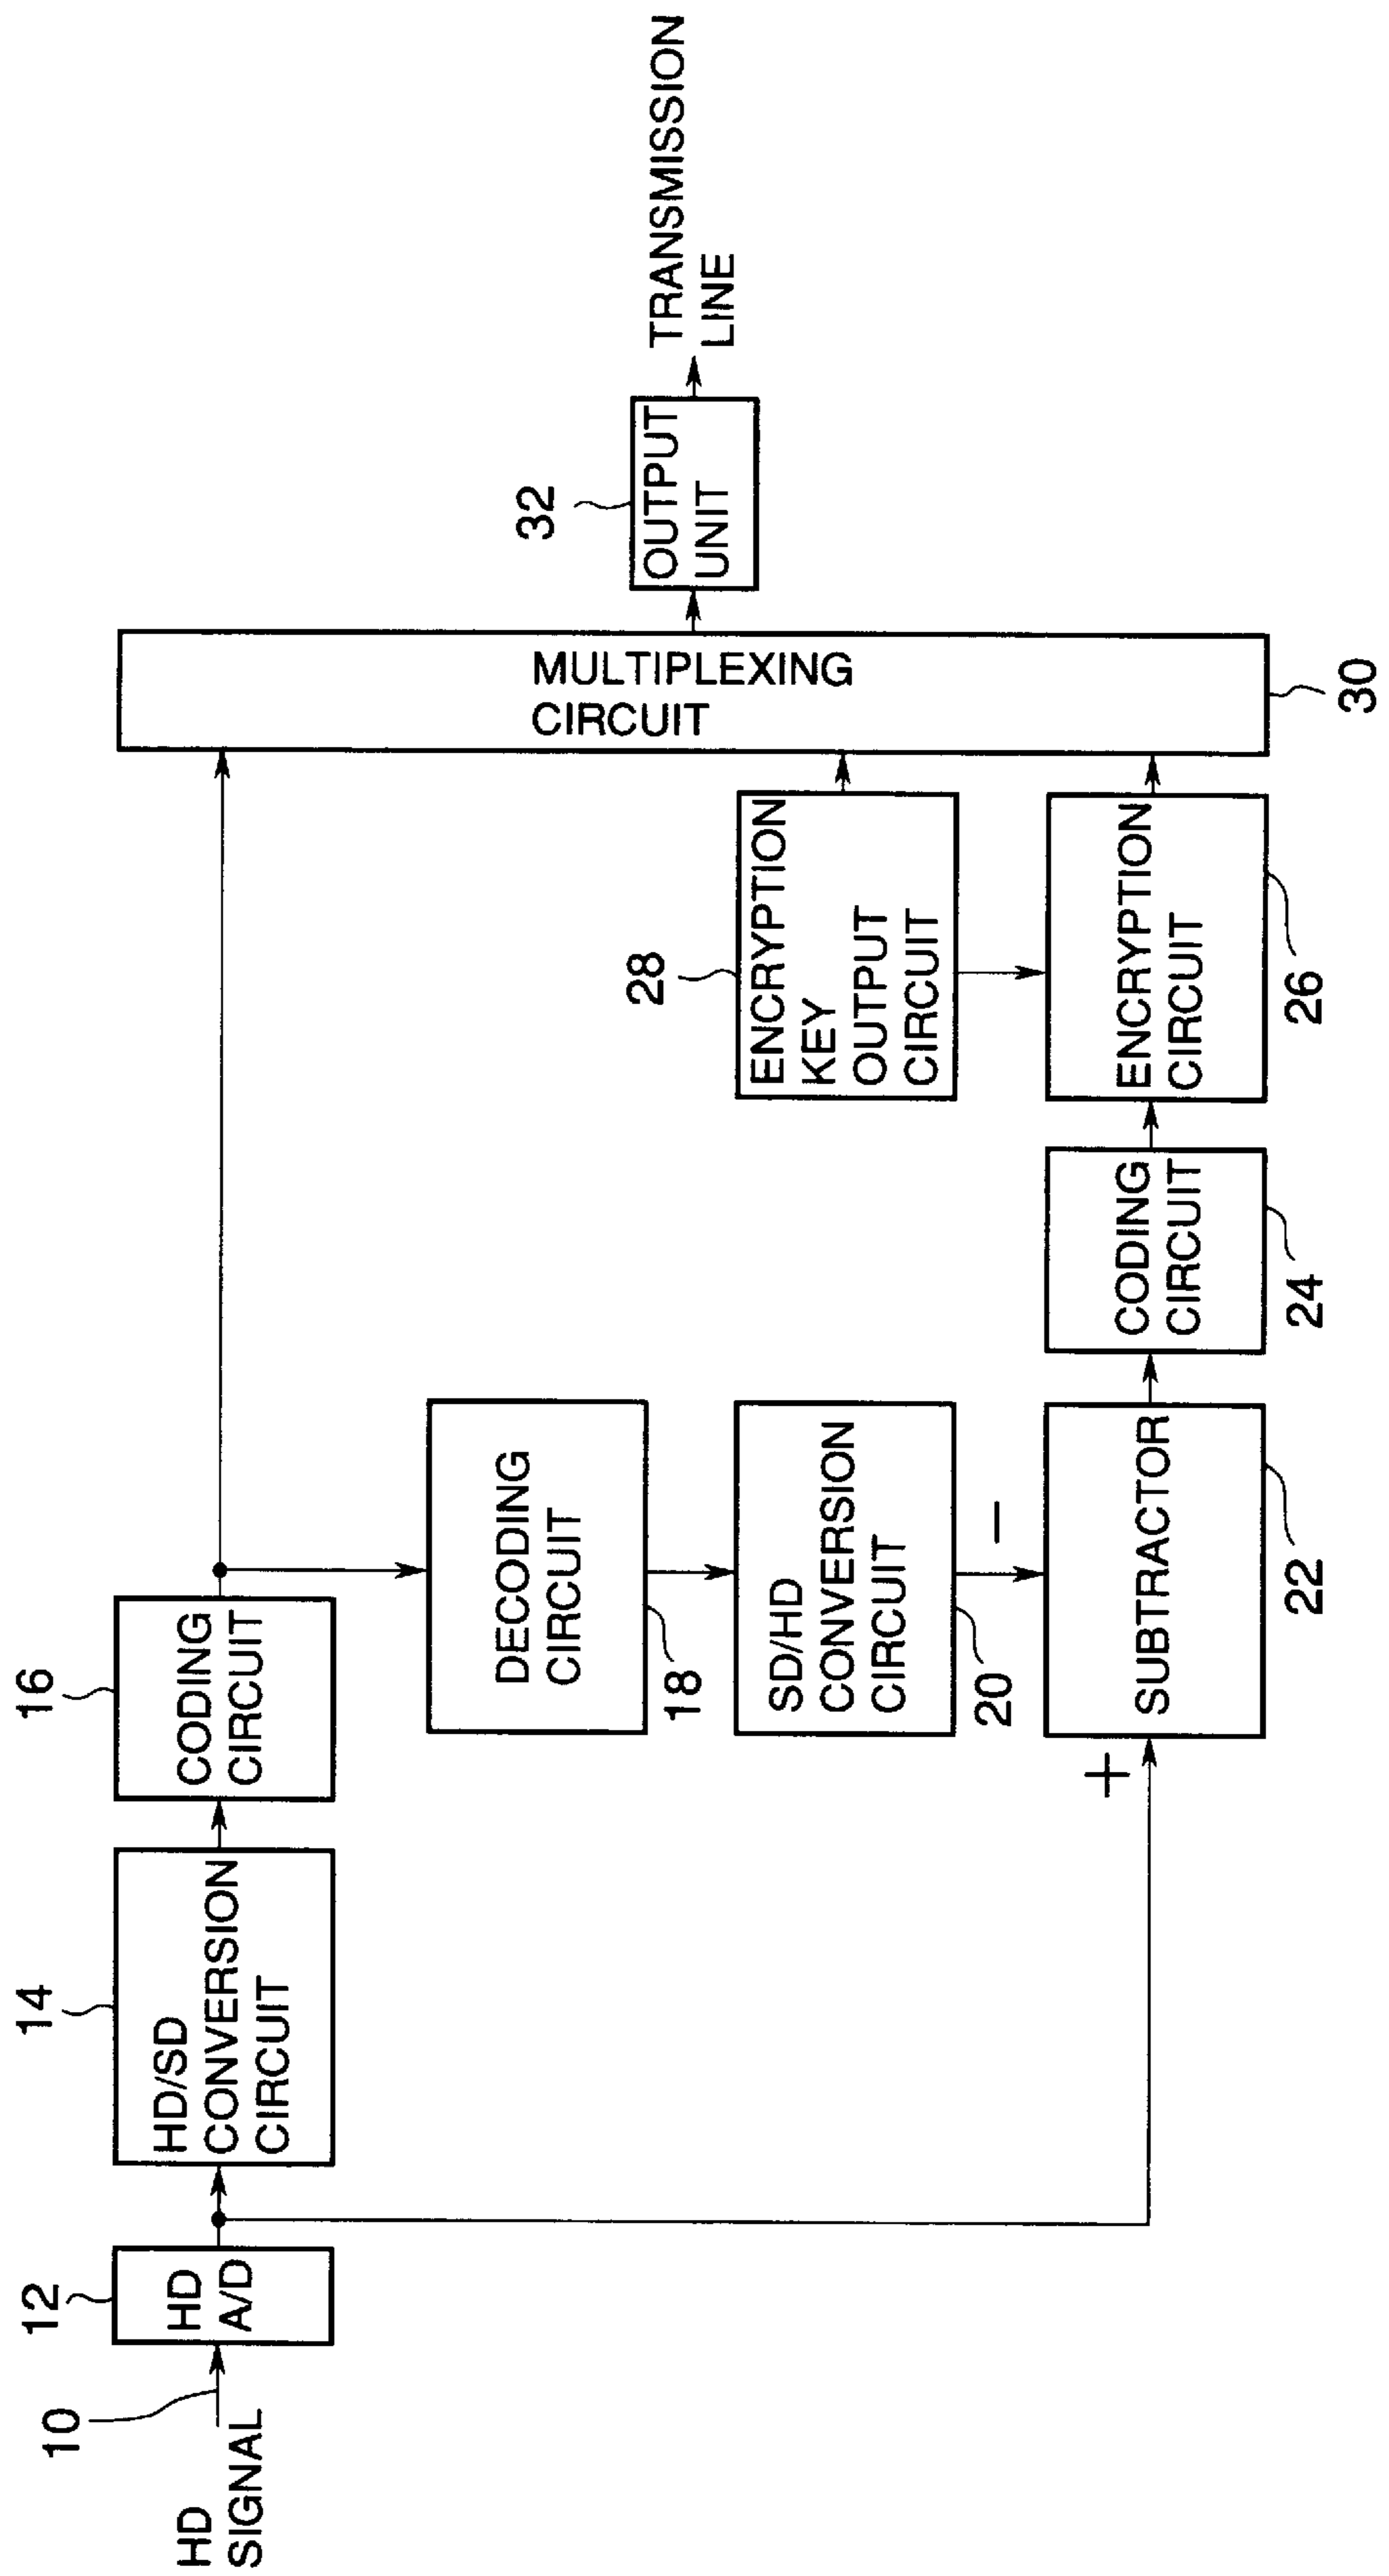 10
HD
SIGNAL
12
HD
A/D
14
HD/SD
CONVERSION
CIRCUIT
16
CODING
CIRCUIT
DECODING
CIRCUIT
18
SD/HD
CONVERSION
CIRCUIT
20
−
+
SUBTRACTOR
22
CODING
CIRCUIT
24
28
ENCRYPTION
KEY
OUTPUT
CIRCUIT
ENCRYPTION
CIRCUIT
26
MULTIPLEXING
CIRCUIT
30
32
OUTPUT
UNIT
TRANSMISSION
LINE